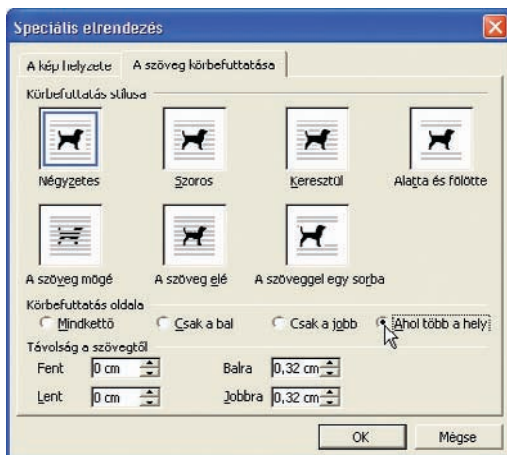 Speciális elrendezés
A kép helyzete A szöveg körbefuttatása
Körbefuttatás stílusa
Négyzetes Szoros Keresztül Alatta és fölötte
A szöveg mögé A szöveg elé A szöveggel egy sorba
Körbefuttatás oldala
Mindkettő Csak a bal Csak a jobb Ahol több a hely
Távolság a szövegtől
Fent 0 cm Balra 0,32 cm
Lent 0 cm Jobbra 0,32 cm
OK Mégse